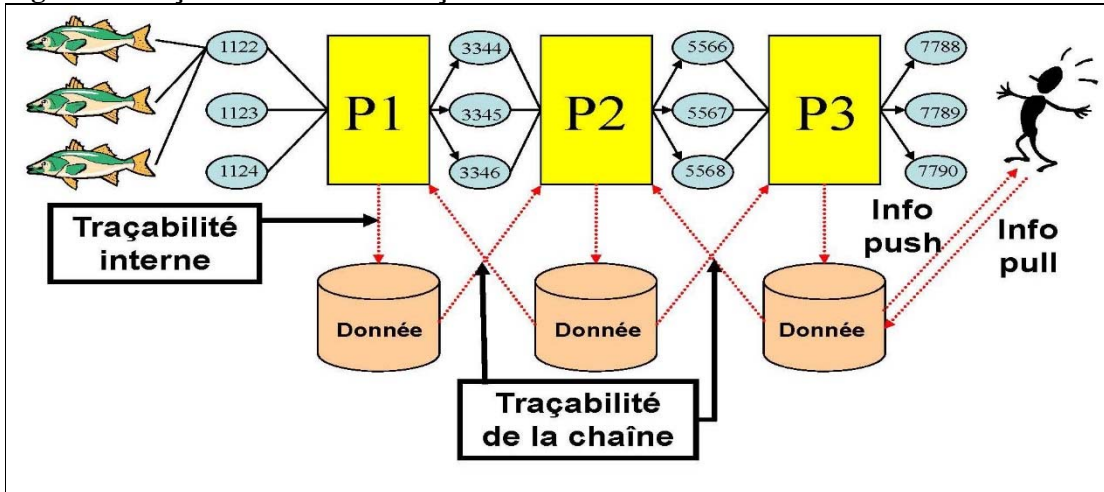 1122
1123
1124
P1
3344
3345
3346
P2
5566
5567
5568
P3
7788
7789
7790
Traçabilité
interne
Info
push
Info
pull
Donnée
Donnée
Donnée
Traçabilité
de la chaîne